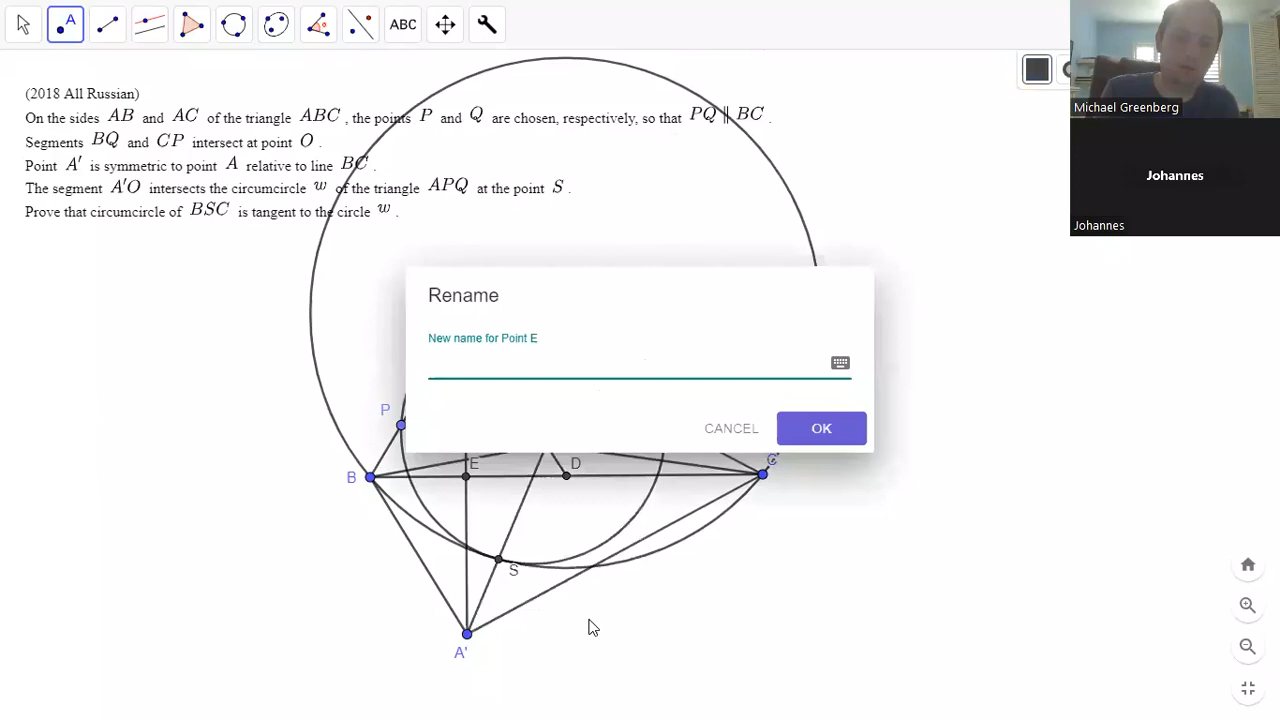 A
ABC
(2018 All Russian)
On the sides AB and AC of the triangle ABC , the points P and Q are chosen, respectively, so that PQ ∥ BC .
Segments BQ and CP intersect at point O .
Point A′ is symmetric to point A relative to line BC .
The segment A′O intersects the circumcircle w of the triangle APQ at the point S .
Prove that circumcircle of BSC is tangent to the circle w .
Michael Greenberg
Johannes
Johannes
Rename
New name for Point E
CANCEL
OK
P
B
E
D
C
S
A'